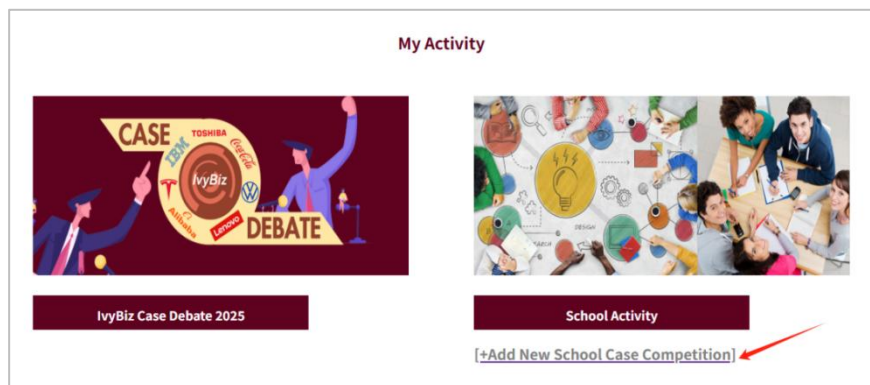 My Activity
CASE
IBM
TOSHIBA
Coca-Cola
IvyBiz
Alibaba
Lenovo
DEBATE
DESIGN
IvyBiz Case Debate 2025
School Activity
[+Add New School Case Competition]